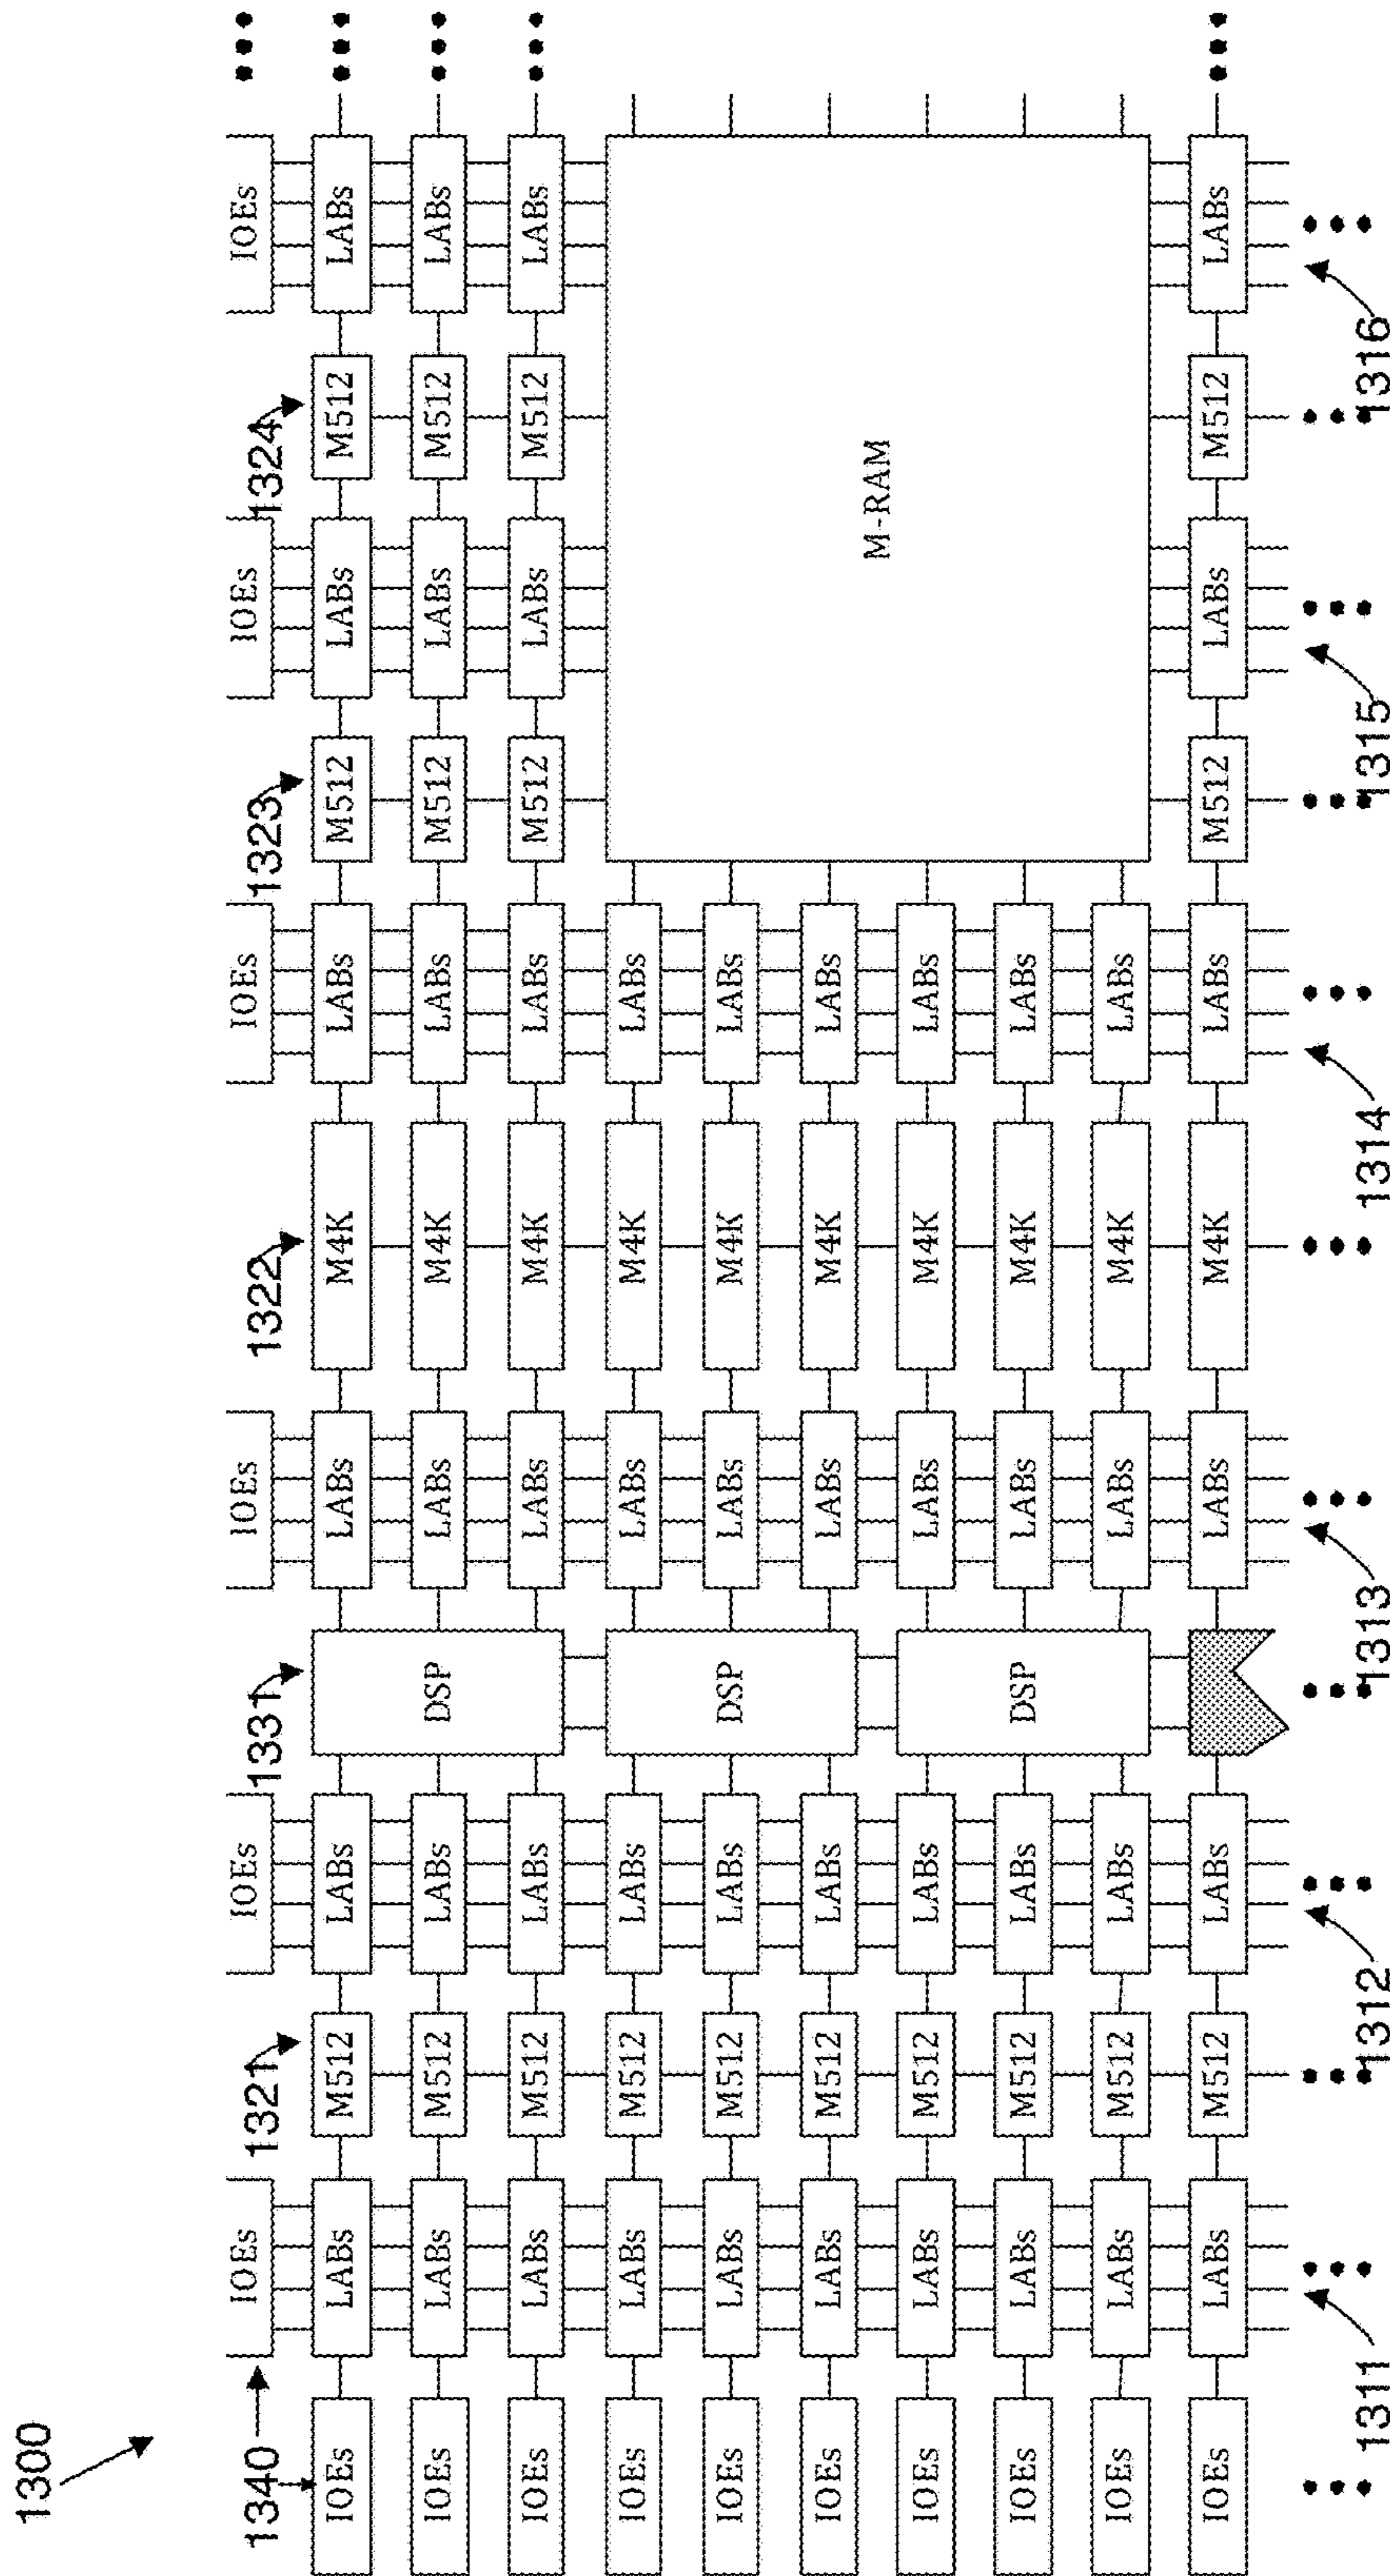 1300
IOEs IOEs IOEs IOEs IOEs IOEs
1340 1321 1331 1322 1323 1324
IOEs LABs M512 LABs LABs M4K LABs M512 LABs M512 LABs
IOEs LABs M512 LABs DSP LABs M4K LABs M512 LABs M512 LABs
IOEs LABs M512 LABs LABs M4K LABs M512 LABs M512 LABs
IOEs LABs M512 LABs LABs M4K LABs
IOEs LABs M512 LABs DSP LABs M4K LABs
IOEs LABs M512 LABs LABs M4K LABs
M-RAM
IOEs LABs M512 LABs LABs M4K LABs
IOEs LABs M512 LABs DSP LABs M4K LABs
IOEs LABs M512 LABs LABs M4K LABs
IOEs LABs M512 LABs LABs M4K LABs M512 LABs M512 LABs
1311 1312 1313 1314 1315 1316